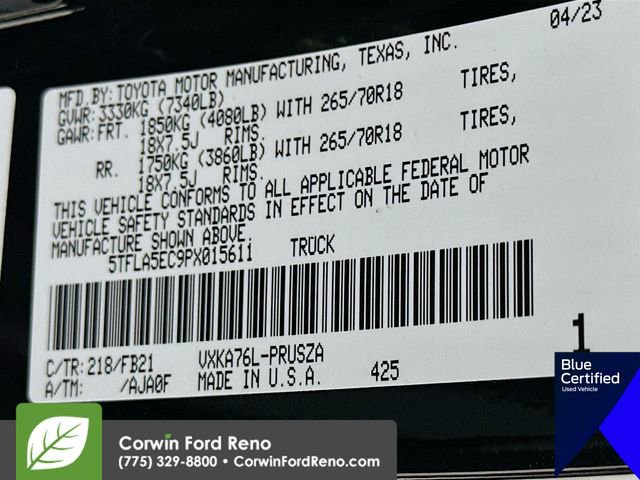 04/23
MFD.BY:TOYOTA MOTOR MANUFACTURING, TEXAS, INC.
GVWR:3330KG (7340LB)
GAWR:FRT. 1850KG (4080LB) WITH 265/70R18 TIRES,
18X7.5J RIMS.
RR. 1750KG (3860LB) WITH 265/70R18 TIRES,
18X7.5J RIMS.
THIS VEHICLE CONFORMS TO ALL APPLICABLE FEDERAL MOTOR
VEHICLE SAFETY STANDARDS IN EFFECT ON THE DATE OF
MANUFACTURE SHOWN ABOVE.
5TFLA5EC9PX015611 TRUCK
C/TR:218/FB21 VXKA76L-PRUSZA
A/TM: /AJA0F MADE IN U.S.A. 425
1
Blue
Certified
Used Vehicle
Corwin Ford Reno
(775) 329-8800 • CorwinFordReno.com